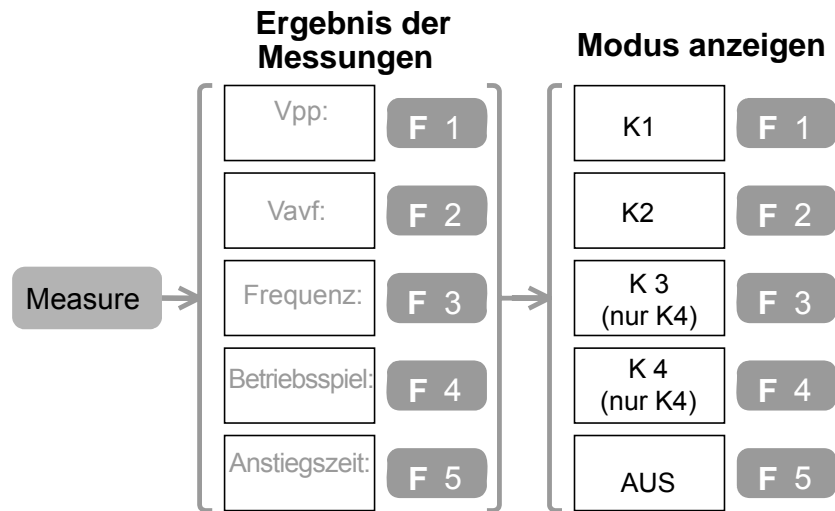 Ergebnis der
Messungen
Modus anzeigen
Vpp:
F 1
K1
F 1
Vavf:
F 2
K2
F 2
Measure
Frequenz:
F 3
K 3
(nur K4)
F 3
Betriebsspiel:
F 4
K 4
(nur K4)
F 4
Anstiegszeit:
F 5
AUS
F 5